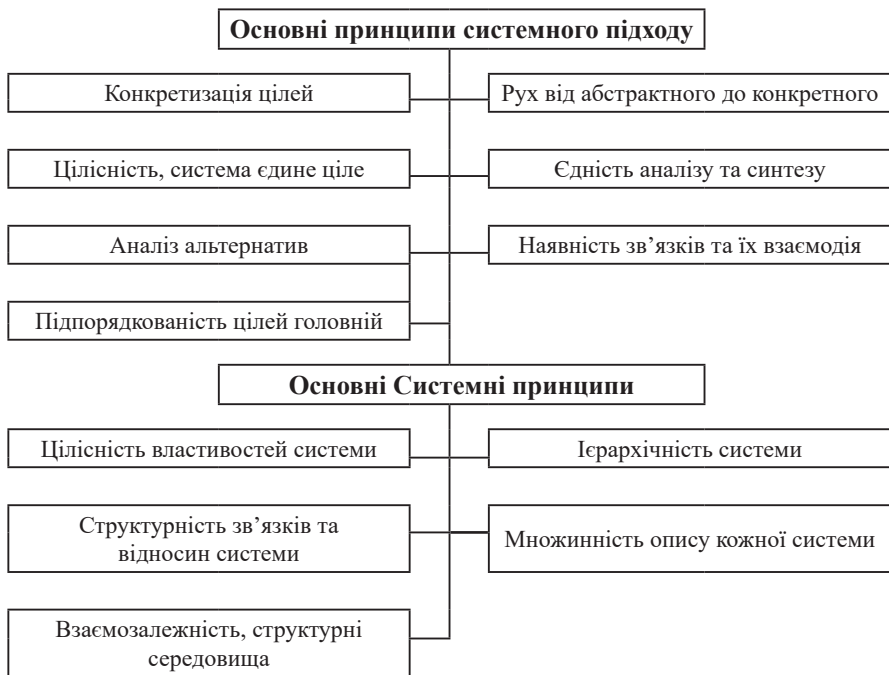 Основні принципи системного підходу
Конкретизація цілей
Рух від абстрактного до конкретного
Цілісність, система єдине ціле
Єдність аналізу та синтезу
Аналіз альтернатив
Наявність зв’язків та їх взаємодія
Підпорядкованість цілей головній
Основні Системні принципи
Цілісність властивостей системи
Ієрархічність системи
Структурність зв’язків та
відносин системи
Множинність опису кожної системи
Взаємозалежність, структурні
середовища